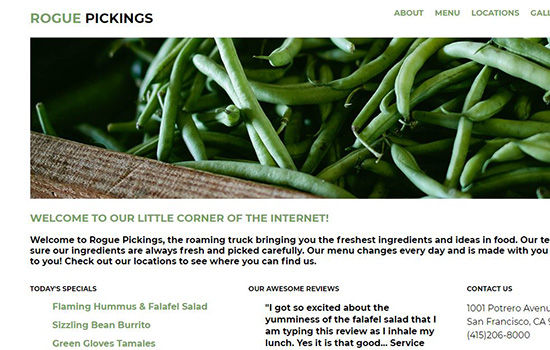 ROGUE PICKINGS
ABOUT MENU LOCATIONS
WELCOME TO OUR LITTLE CORNER OF THE INTERNET!
Welcome to Rogue Pickings, the roaming truck bringing you the freshest ingredients and ideas in food. Our
sure our ingredients are always fresh and picked carefully. Our menu changes every day and is made with you
to you! Check out our locations to see where you can find us.
TODAY'S SPECIALS
Flaming Hummus & Falafel Salad
Sizzling Bean Burrito
Green Gloves Tamales
OUR AWESOME REVIEWS
"I got so excited about the
yumminess of the falafel salad that I
am typing this review as I inhale my
lunch. Yes it is that good... Service
CONTACT US
1001 Potrero
San Francisco, CA
(415)206-8000